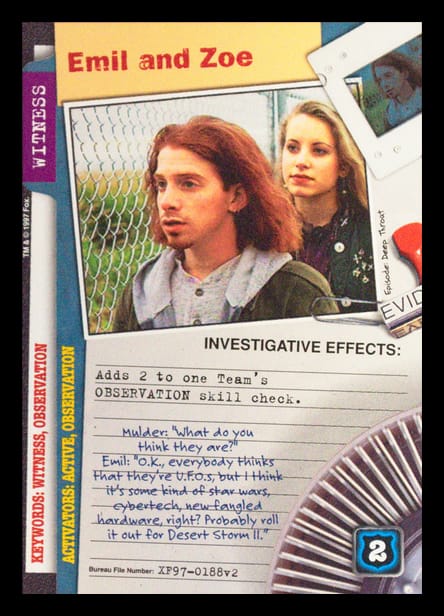 Emil and Zoe
WITNESS
TM & © 1997 Fox.
Episode: Deep Throat
EVID
INVESTIGATIVE EFFECTS:
Adds 2 to one Team's
OBSERVATION skill check.
KEYWORDS: WITNESS, OBSERVATION
ACTIVATORS: ACTIVE, OBSERVATION
Mulder: "What do you
think they are?"
Emil: "O.K., everybody thinks
that they're U.F.Os, but I think
it's some kind of star wars,
cybertech, new fangled
hardware, right? Probably roll
it out for Desert Storm II."
Bureau File Number: XF97-0188v2
2